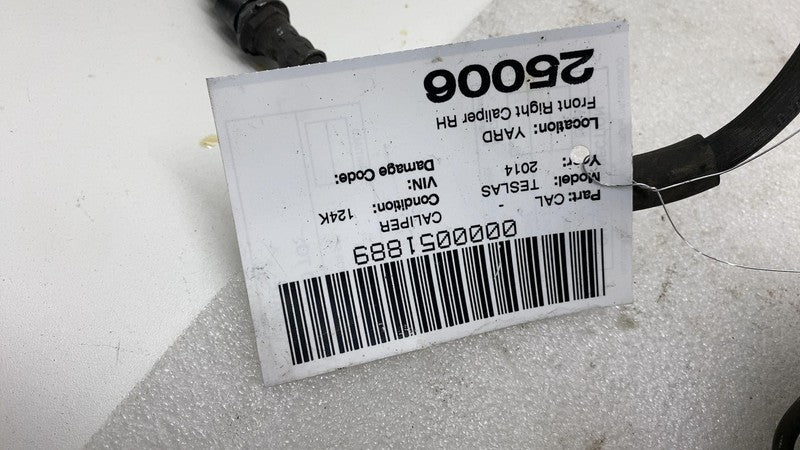 0000051889
Part: CAL - CALIPER
Model: TESLAS Condition: 124K
Year: 2014 VIN:
Location: YARD Damage Code:
Front Right Caliper RH
25006